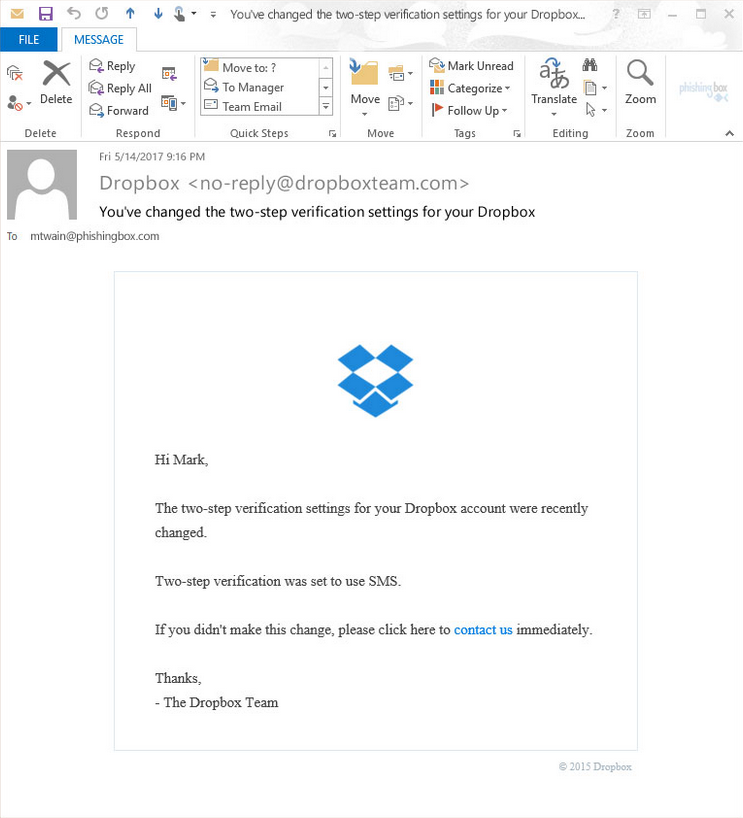 You've changed the two-step verification settings for your Dropbox...
FILE
MESSAGE
Delete
Reply
Reply All
Forward
Move to: ?
To Manager
Team Email
Move
Mark Unread
Categorize
Follow Up
Translate
Zoom
phishingbox
Delete
Respond
Quick Steps
Move
Tags
Editing
Zoom
Fri 5/14/2017 9:16 PM
Dropbox <no-reply@dropboxteam.com>
You've changed the two-step verification settings for your Dropbox
To mtwain@phishingbox.com
Hi Mark,
The two-step verification settings for your Dropbox account were recently
changed.
Two-step verification was set to use SMS.
If you didn't make this change, please click here to contact us immediately.
Thanks,
- The Dropbox Team
© 2015 Dropbox